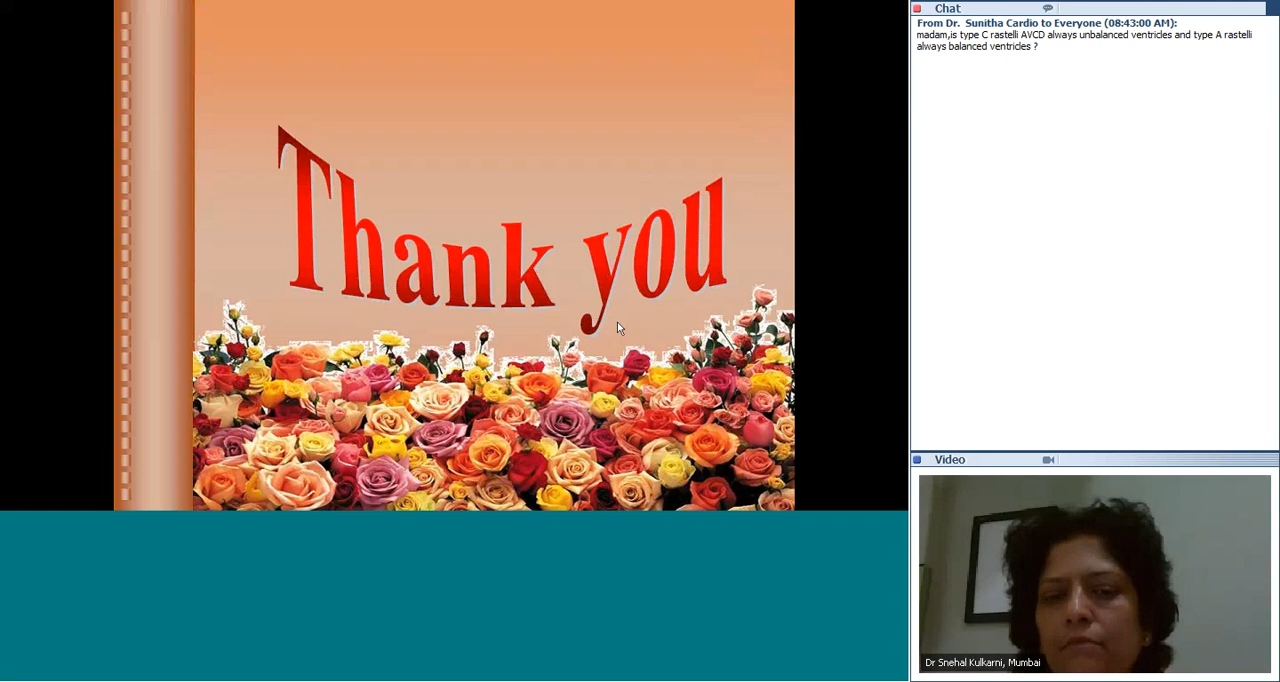 Thank you
Chat
From Dr. Sunitha Cardio to Everyone (08:43:00 AM):
madam,is type C rastelli AVCD always unbalanced ventricles and type A rastelli
always balanced ventricles ?
Video
Dr Snehal Kulkarni, Mumbai